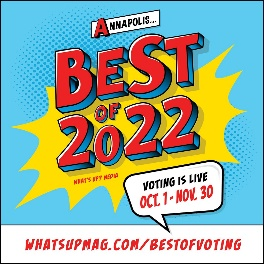 ANNAPOLIS...
BEST
OF
2022
WHAT'S UP? MEDIA
VOTING IS LIVE
OCT. 1 - NOV. 30
WHATSUPMAG.COM/BESTOFVOTING